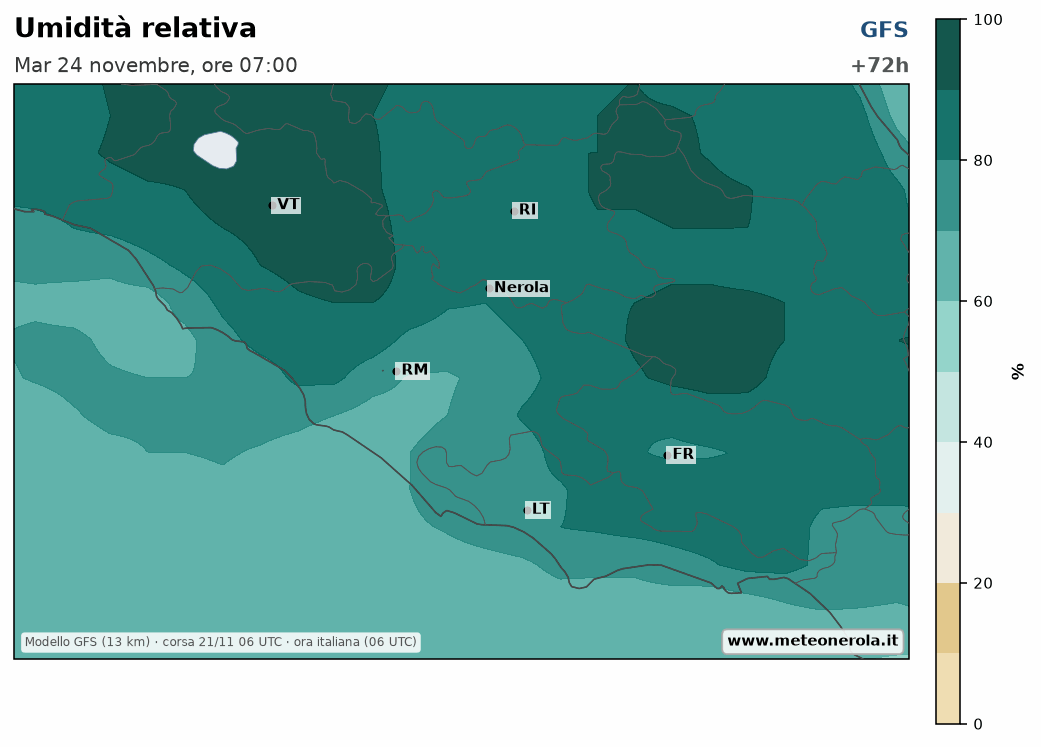 Umidità relativa
GFS
Mar 24 novembre, ore 07:00
+72h
100
80
60
40
20
0
%
VT
RI
Nerola
RM
FR
LT
Modello GFS (13 km) · corsa 21/11 06 UTC · ora italiana (06 UTC)
www.meteonerola.it